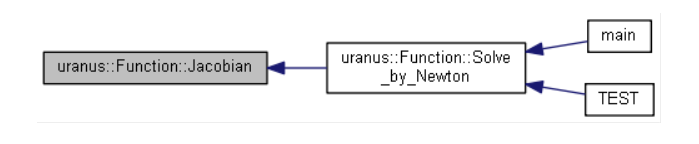 uranus::Function::Jacobian
uranus::Function::Solve
_by_Newton
main
TEST